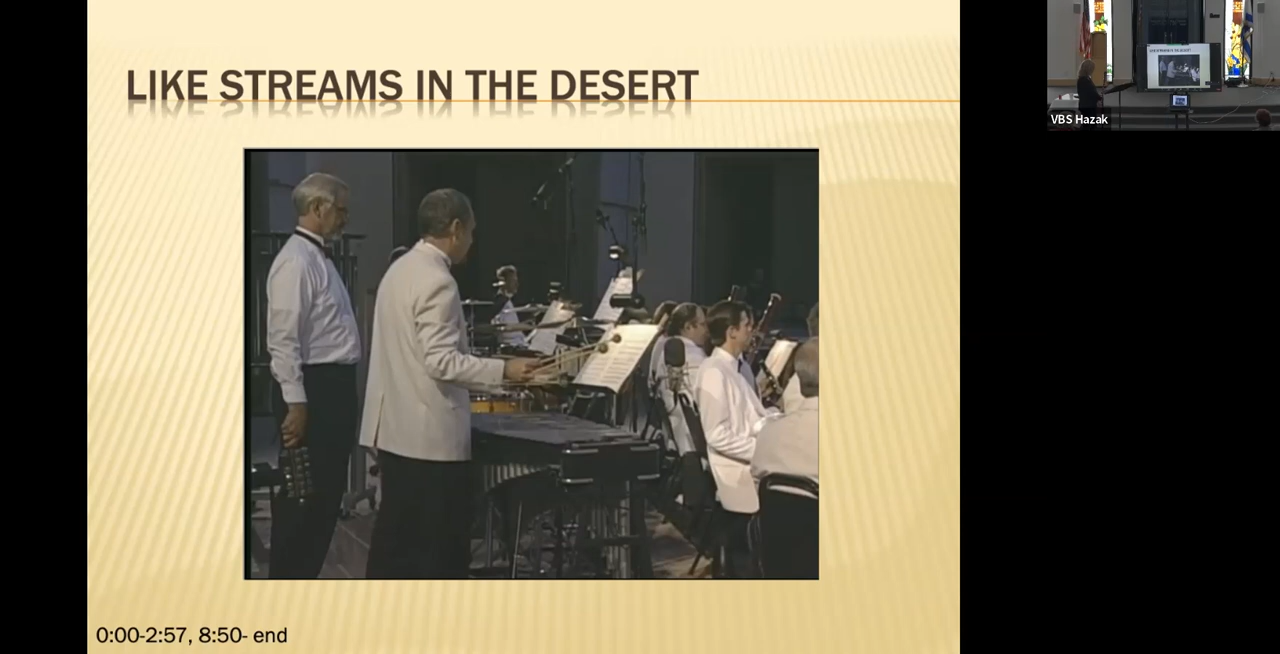 LIKE STREAMS IN THE DESERT
VBS Hazak
0:00-2:57, 8:50- end